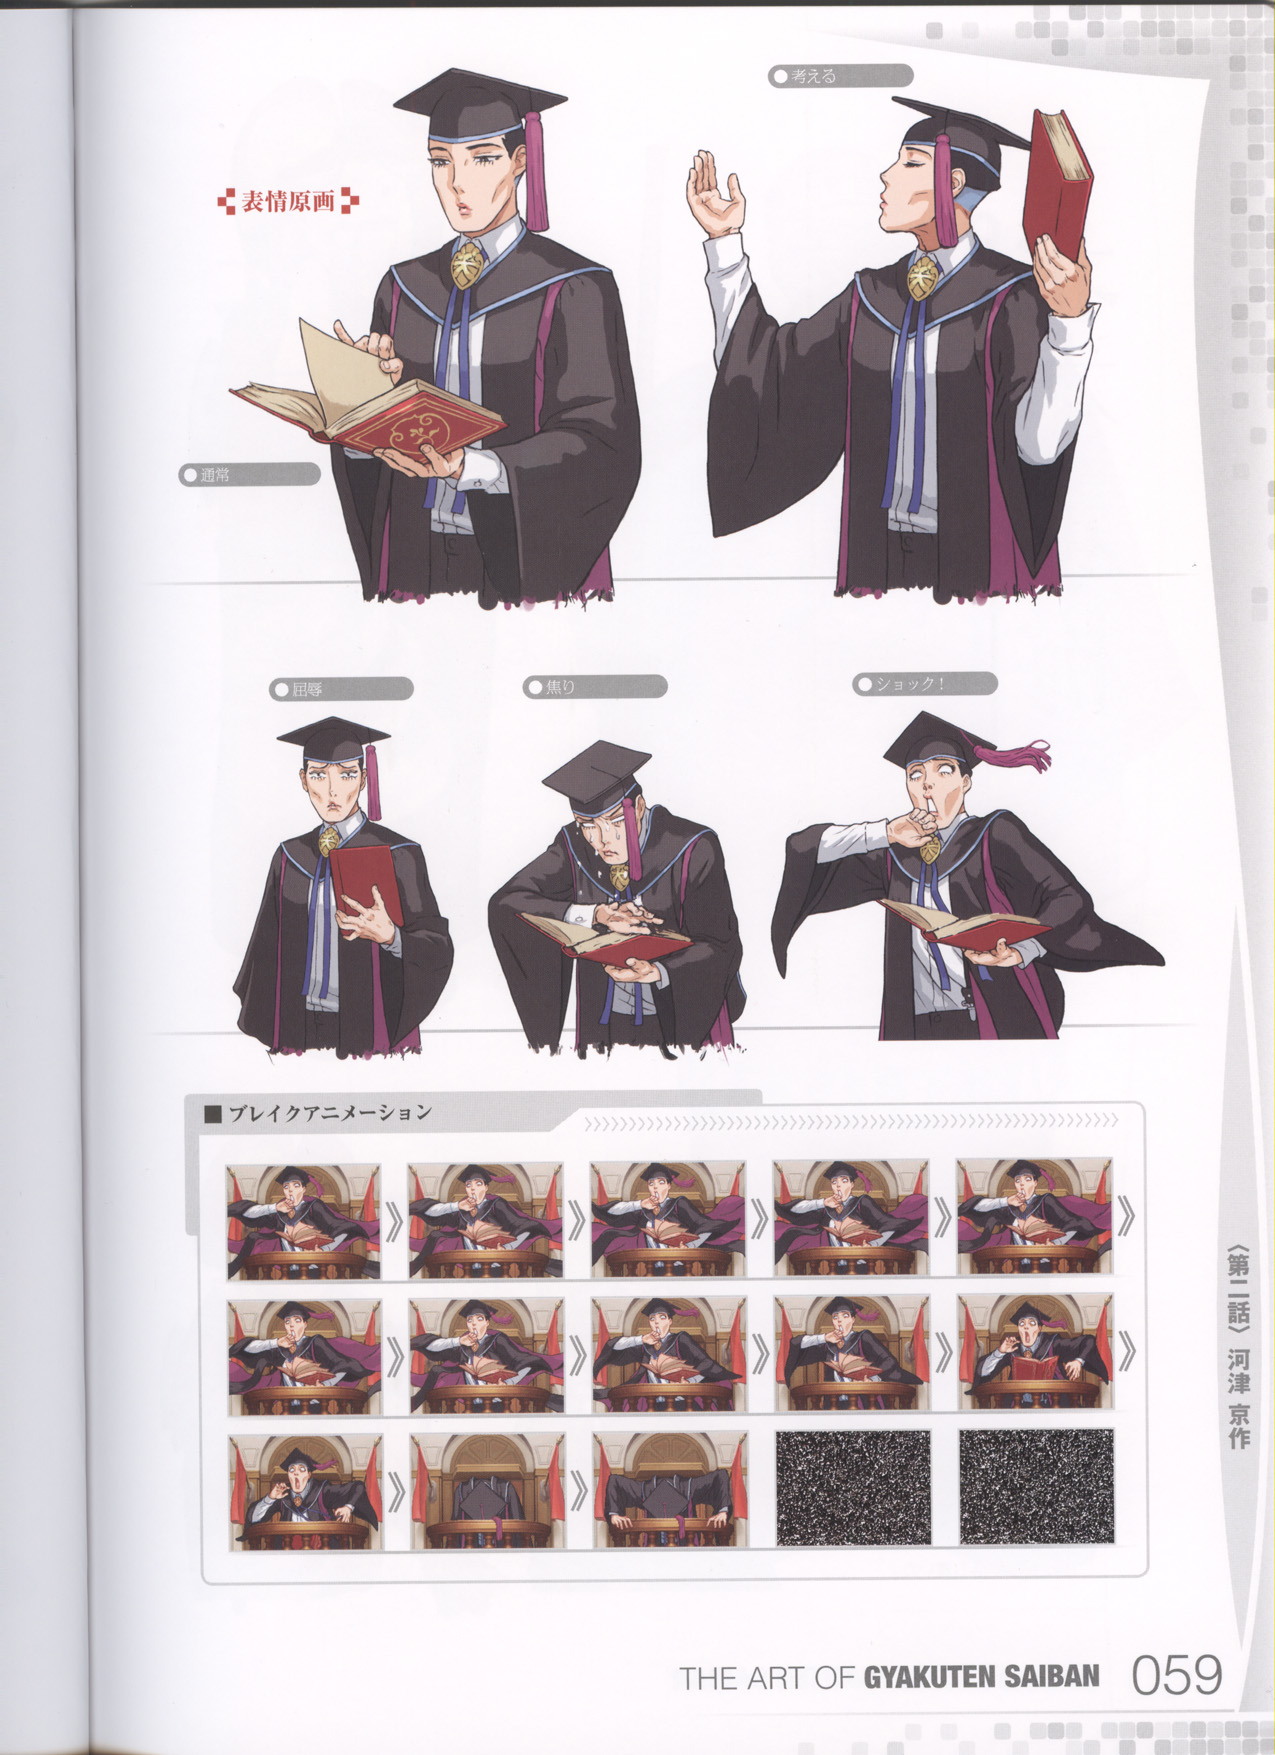 考える
表情原画
通常
屈辱
焦り
ショック！
■ ブレイクアニメーション
〈第二話〉 河津 京作
THE ART OF GYAKUTEN SAIBAN 059